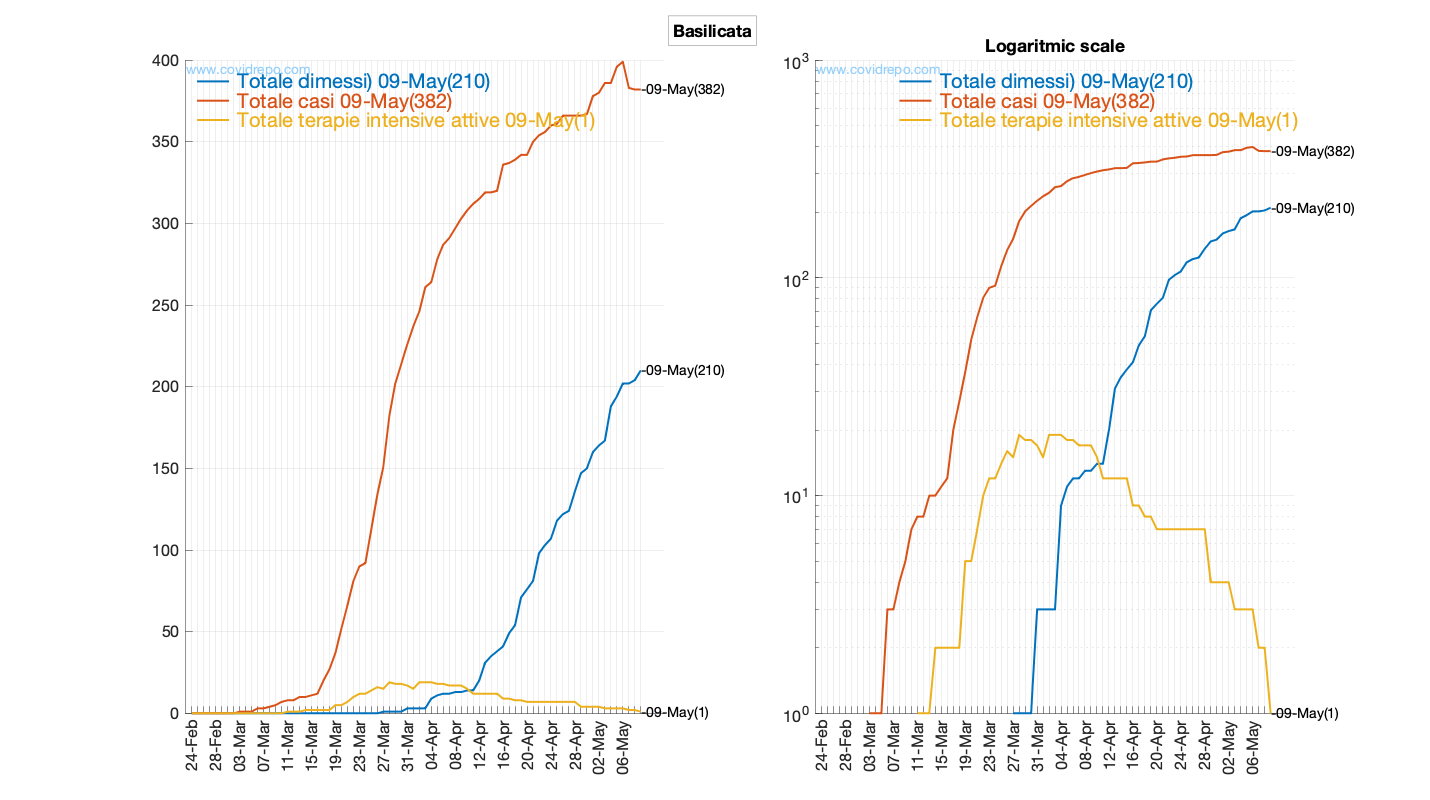 Basilicata
400
350
300
250
200
150
100
50
0
www.covidrepo.com
Totale dimessi) 09-May(210)
Totale casi 09-May(382)
Totale terapie intensive attive 09-May(1)
-09-May(382)
-09-May(210)
-09-May(1)
24-Feb
28-Feb
03-Mar
07-Mar
11-Mar
15-Mar
19-Mar
23-Mar
27-Mar
31-Mar
04-Apr
08-Apr
12-Apr
16-Apr
20-Apr
24-Apr
28-Apr
02-May
06-May
Logaritmic scale
10³
10²
10¹
10⁰
www.covidrepo.com
Totale dimessi) 09-May(210)
Totale casi 09-May(382)
Totale terapie intensive attive 09-May(1)
-09-May(382)
-09-May(210)
-09-May(1)
24-Feb
28-Feb
03-Mar
07-Mar
11-Mar
15-Mar
19-Mar
23-Mar
27-Mar
31-Mar
04-Apr
08-Apr
12-Apr
16-Apr
20-Apr
24-Apr
28-Apr
02-May
06-May